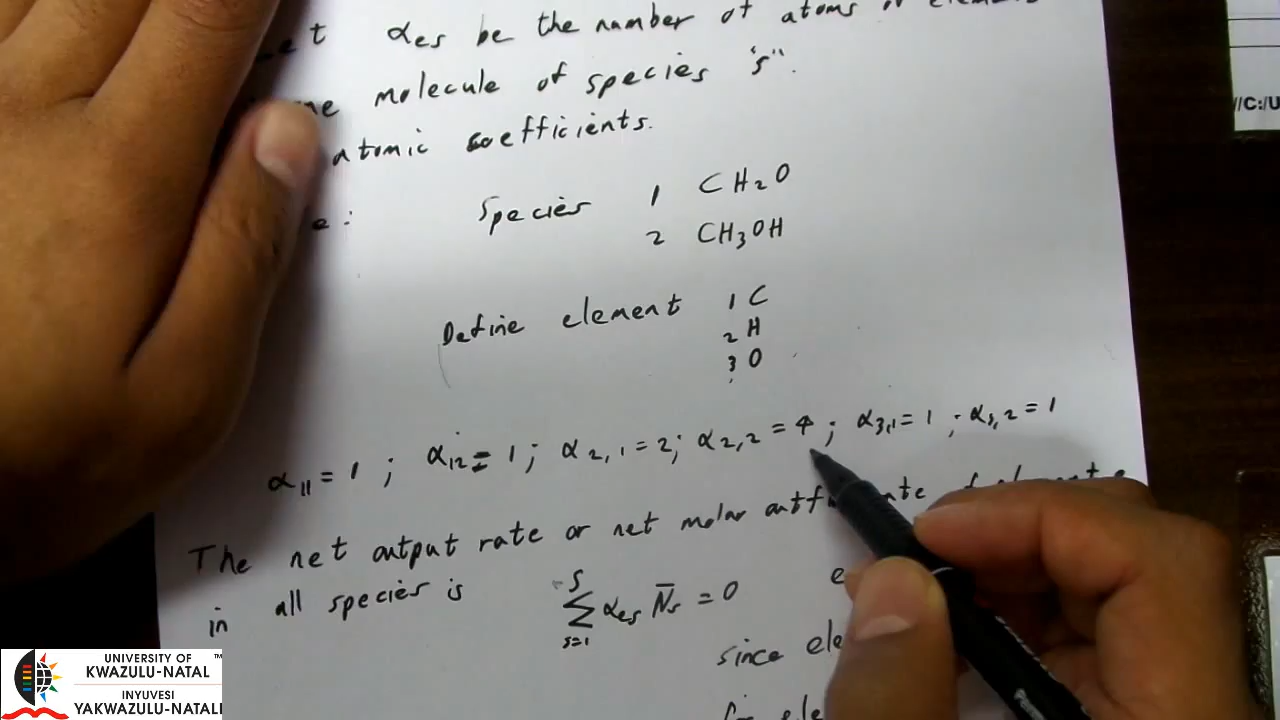 αes be the number of atoms
molecule of species "s".
atomic coefficients.
Species 1 CH2O
2 CH3OH
Define element 1 C
2 H
3 O
α11 = 1 ; α12 = 1 ; α2,1 = 2; α2,2 = 4 ; α3,1 = 1 ; α3,2 = 1
The net output rate or net molar
in all species is S Σ s=1 αes N̄s = 0
since
//C:/U
UNIVERSITY OF™
KWAZULU-NATAL
INYUVESI
YAKWAZULU-NATALI